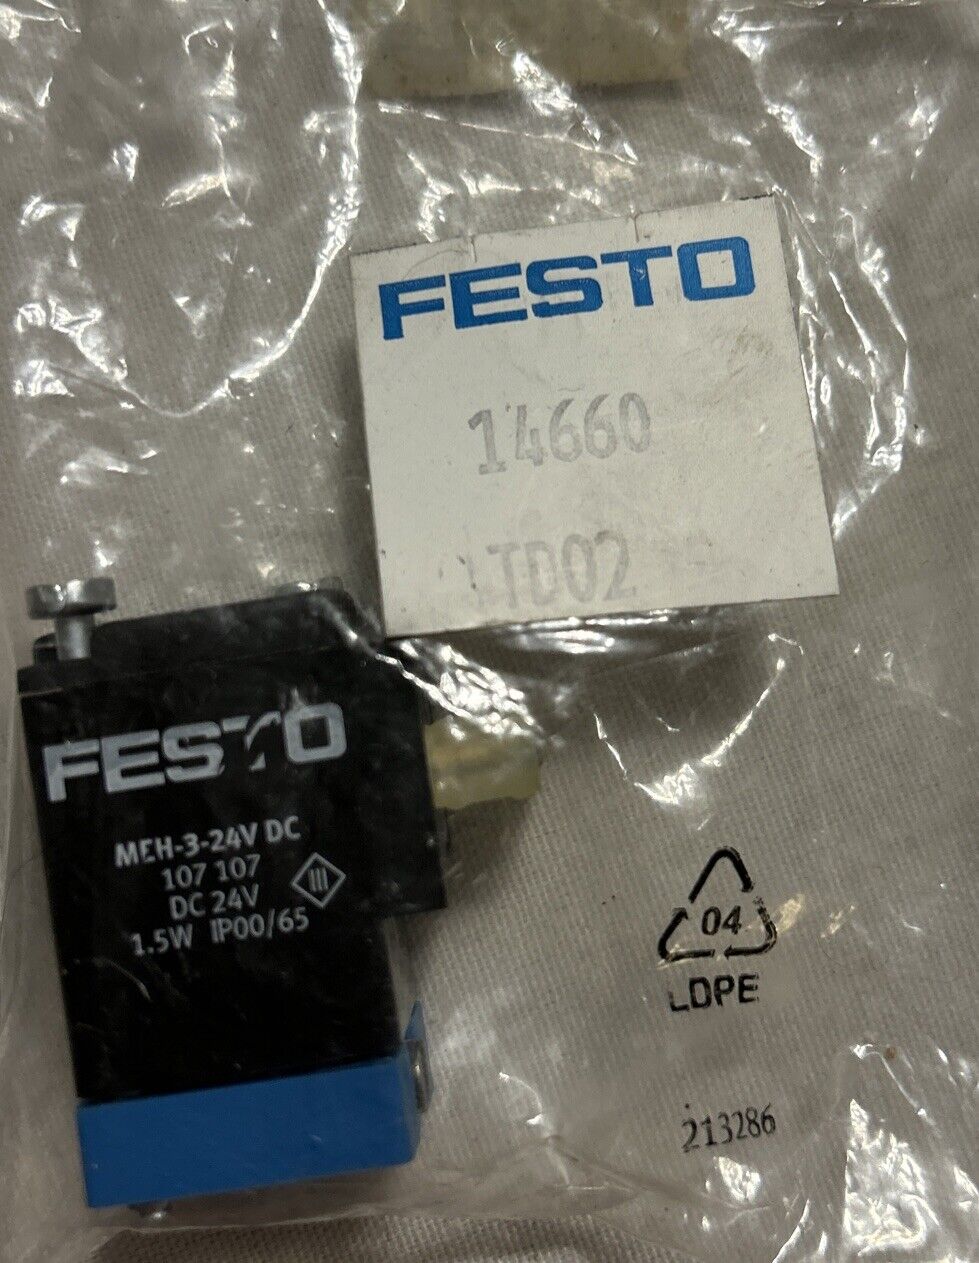 FESTO
14660
TD02
FESTO
MEH-3-24V DC
107 107
DC 24V
1.5W IP00/65
04
LDPE
213286